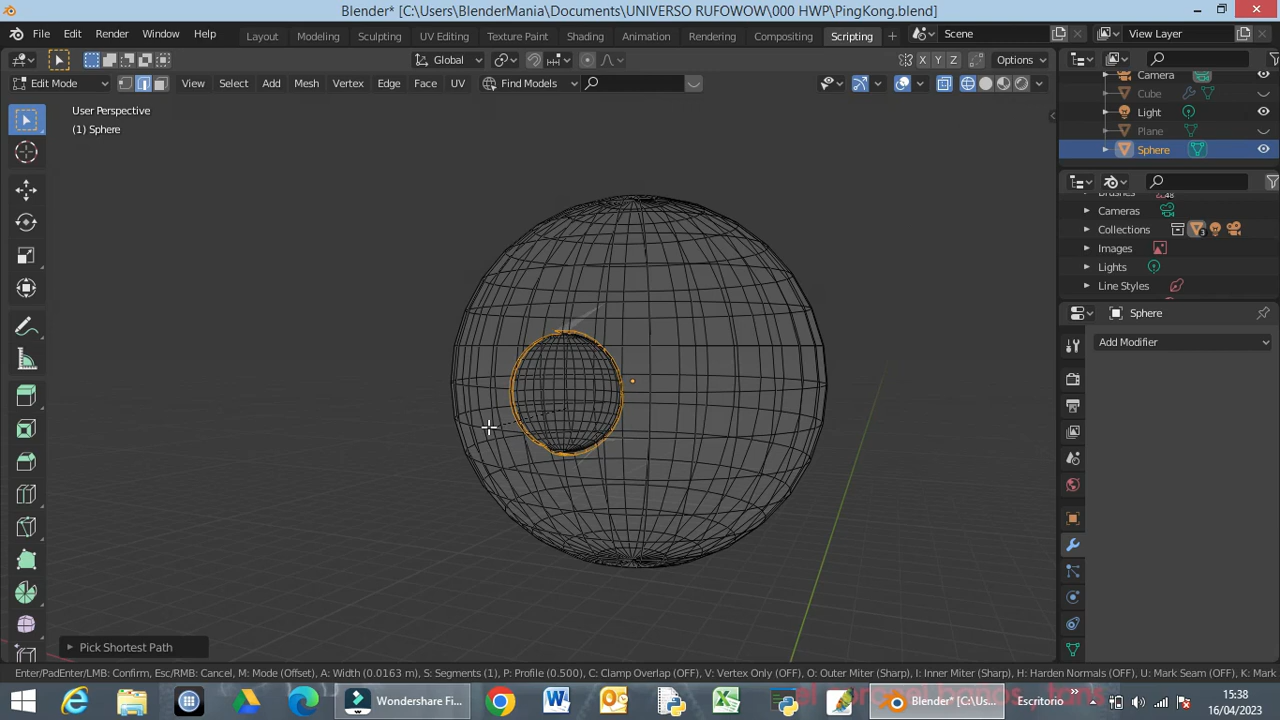 Blender* [C:\Users\BlenderMania\Documents\UNIVERSO RUFOWOW\000 HWP\PingKong.blend]
File Edit Render Window Help Layout Modeling Sculpting UV Editing Texture Paint Shading Animation Rendering Compositing Scripting + Scene View Layer
Global X Y Z Options
Edit Mode View Select Add Mesh Vertex Edge Face UV Find Models
User Perspective
(1) Sphere
Camera
Cube
Light
Plane
Sphere
Brushes 48
Cameras
Collections 3
Images
Lights
Line Styles
Sphere
Add Modifier
Pick Shortest Path
Enter/PadEnter/LMB: Confirm, Esc/RMB: Cancel, M: Mode (Offset), A: Width (0.0163 m), S: Segments (1), P: Profile (0.500), C: Clamp Overlap (OFF), V: Vertex Only (OFF), O: Outer Miter (Sharp), I: Inner Miter (Sharp), H: Harden Normals (OFF), U: Mark Seam (OFF), K: Mark
Wondershare Fi...
Blender* [C:\Us...
Escritorio
15:38
16/04/2023